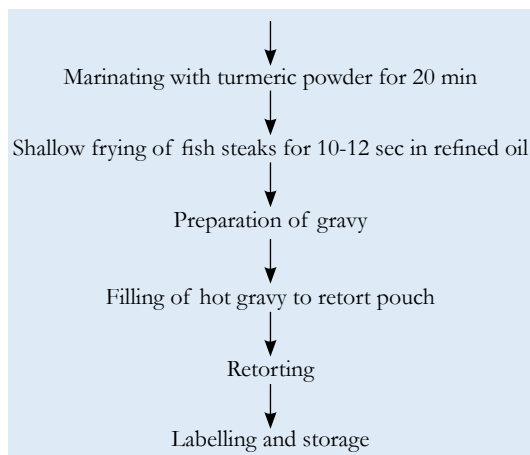 Marinating with turmeric powder for 20 min
Shallow frying of fish steaks for 10-12 sec in refined oil
Preparation of gravy
Filling of hot gravy to retort pouch
Retorting
Labelling and storage